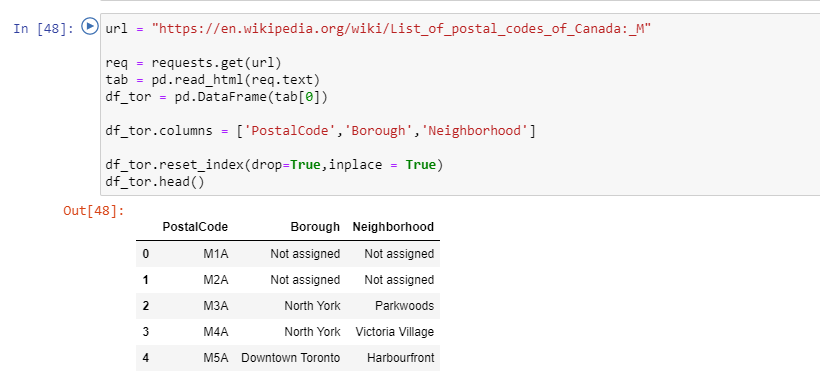 In [48]: url = "https://en.wikipedia.org/wiki/List_of_postal_codes_of_Canada:_M"
req = requests.get(url)
tab = pd.read_html(req.text)
df_tor = pd.DataFrame(tab[0])
df_tor.columns = ['PostalCode','Borough','Neighborhood']
df_tor.reset_index(drop=True,inplace = True)
df_tor.head()
Out[48]:
PostalCode Borough Neighborhood
0 M1A Not assigned Not assigned
1 M2A Not assigned Not assigned
2 M3A North York Parkwoods
3 M4A North York Victoria Village
4 M5A Downtown Toronto Harbourfront